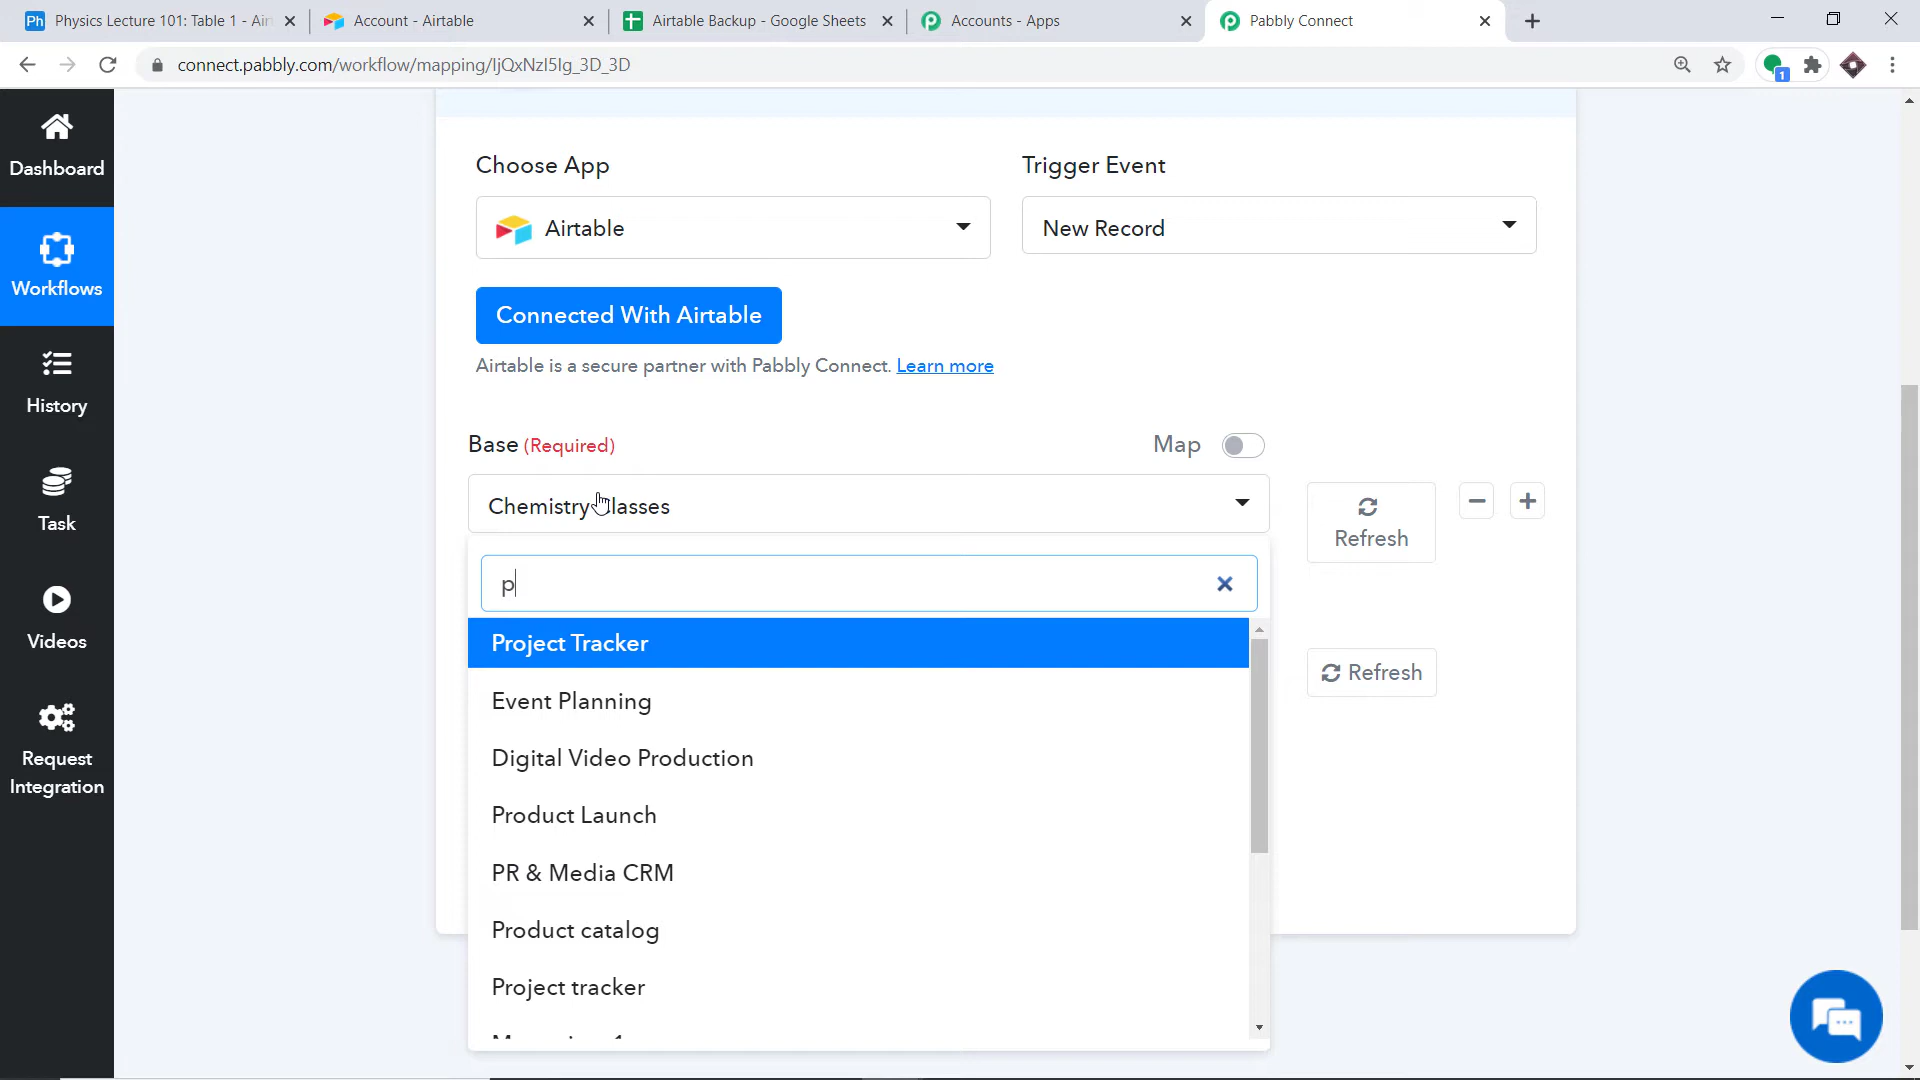 Ph Physics Lecture 101: Table 1 - Air
Account - Airtable
Airtable Backup - Google Sheets
Accounts - Apps
Pabbly Connect
connect.pabbly.com/workflow/mapping/IjQxNzI5Ig_3D_3D
1
Dashboard
Workflows
History
Task
Videos
Request
Integration
Choose App
Trigger Event
Airtable
New Record
Connected With Airtable
Airtable is a secure partner with Pabbly Connect. Learn more
Base (Required)
Map
Chemistry Classes
Refresh
p
Project Tracker
Refresh
Event Planning
Digital Video Production
Product Launch
PR & Media CRM
Product catalog
Project tracker